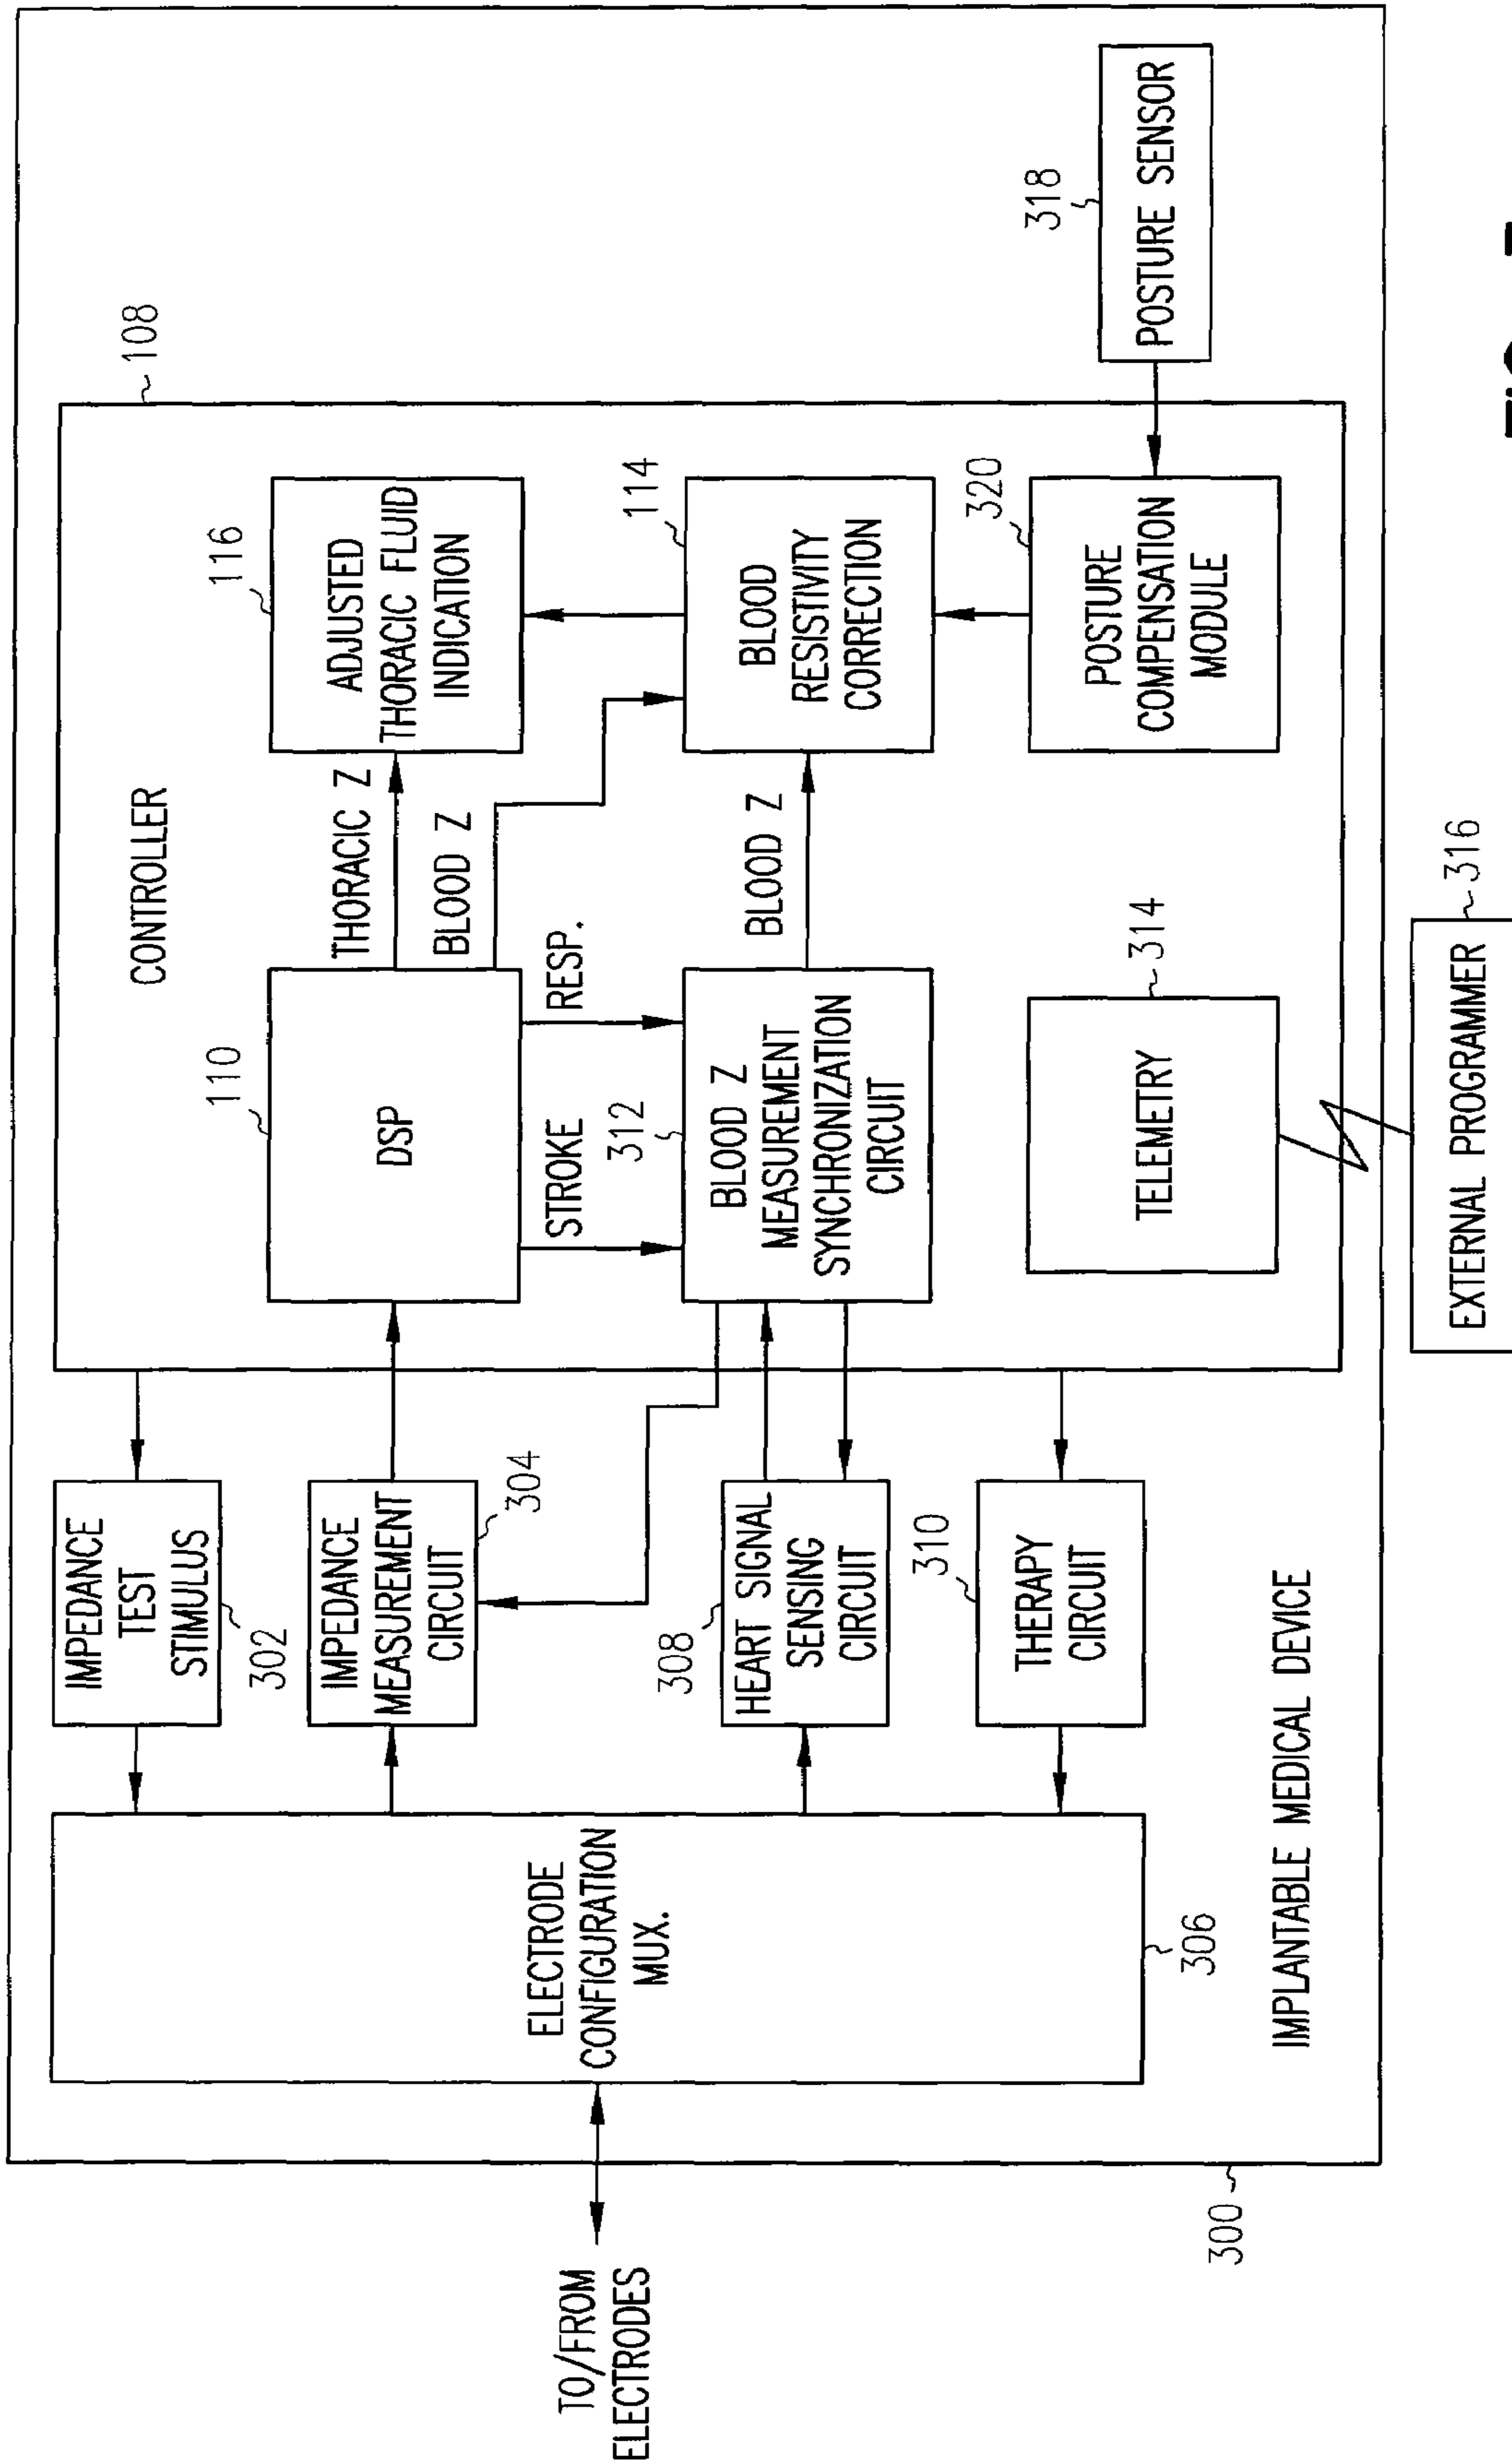 TO/FROM
ELECTRODES
300
ELECTRODE
CONFIGURATION
MUX.
306
IMPLANTABLE MEDICAL DEVICE
IMPEDANCE
TEST
STIMULUS
302
IMPEDANCE
MEASUREMENT
CIRCUIT
304
308
HEART SIGNAL
SENSING
CIRCUIT
310
THERAPY
CIRCUIT
CONTROLLER
108
110
DSP
STROKE
RESP.
312
BLOOD Z
MEASUREMENT
SYNCHRONIZATION
CIRCUIT
TELEMETRY
314
EXTERNAL PROGRAMMER
316
THORACIC Z
BLOOD Z
BLOOD Z
116
ADJUSTED
THORACIC FLUID
INDICATION
114
BLOOD
RESISTIVITY
CORRECTION
320
POSTURE
COMPENSATION
MODULE
318
POSTURE SENSOR